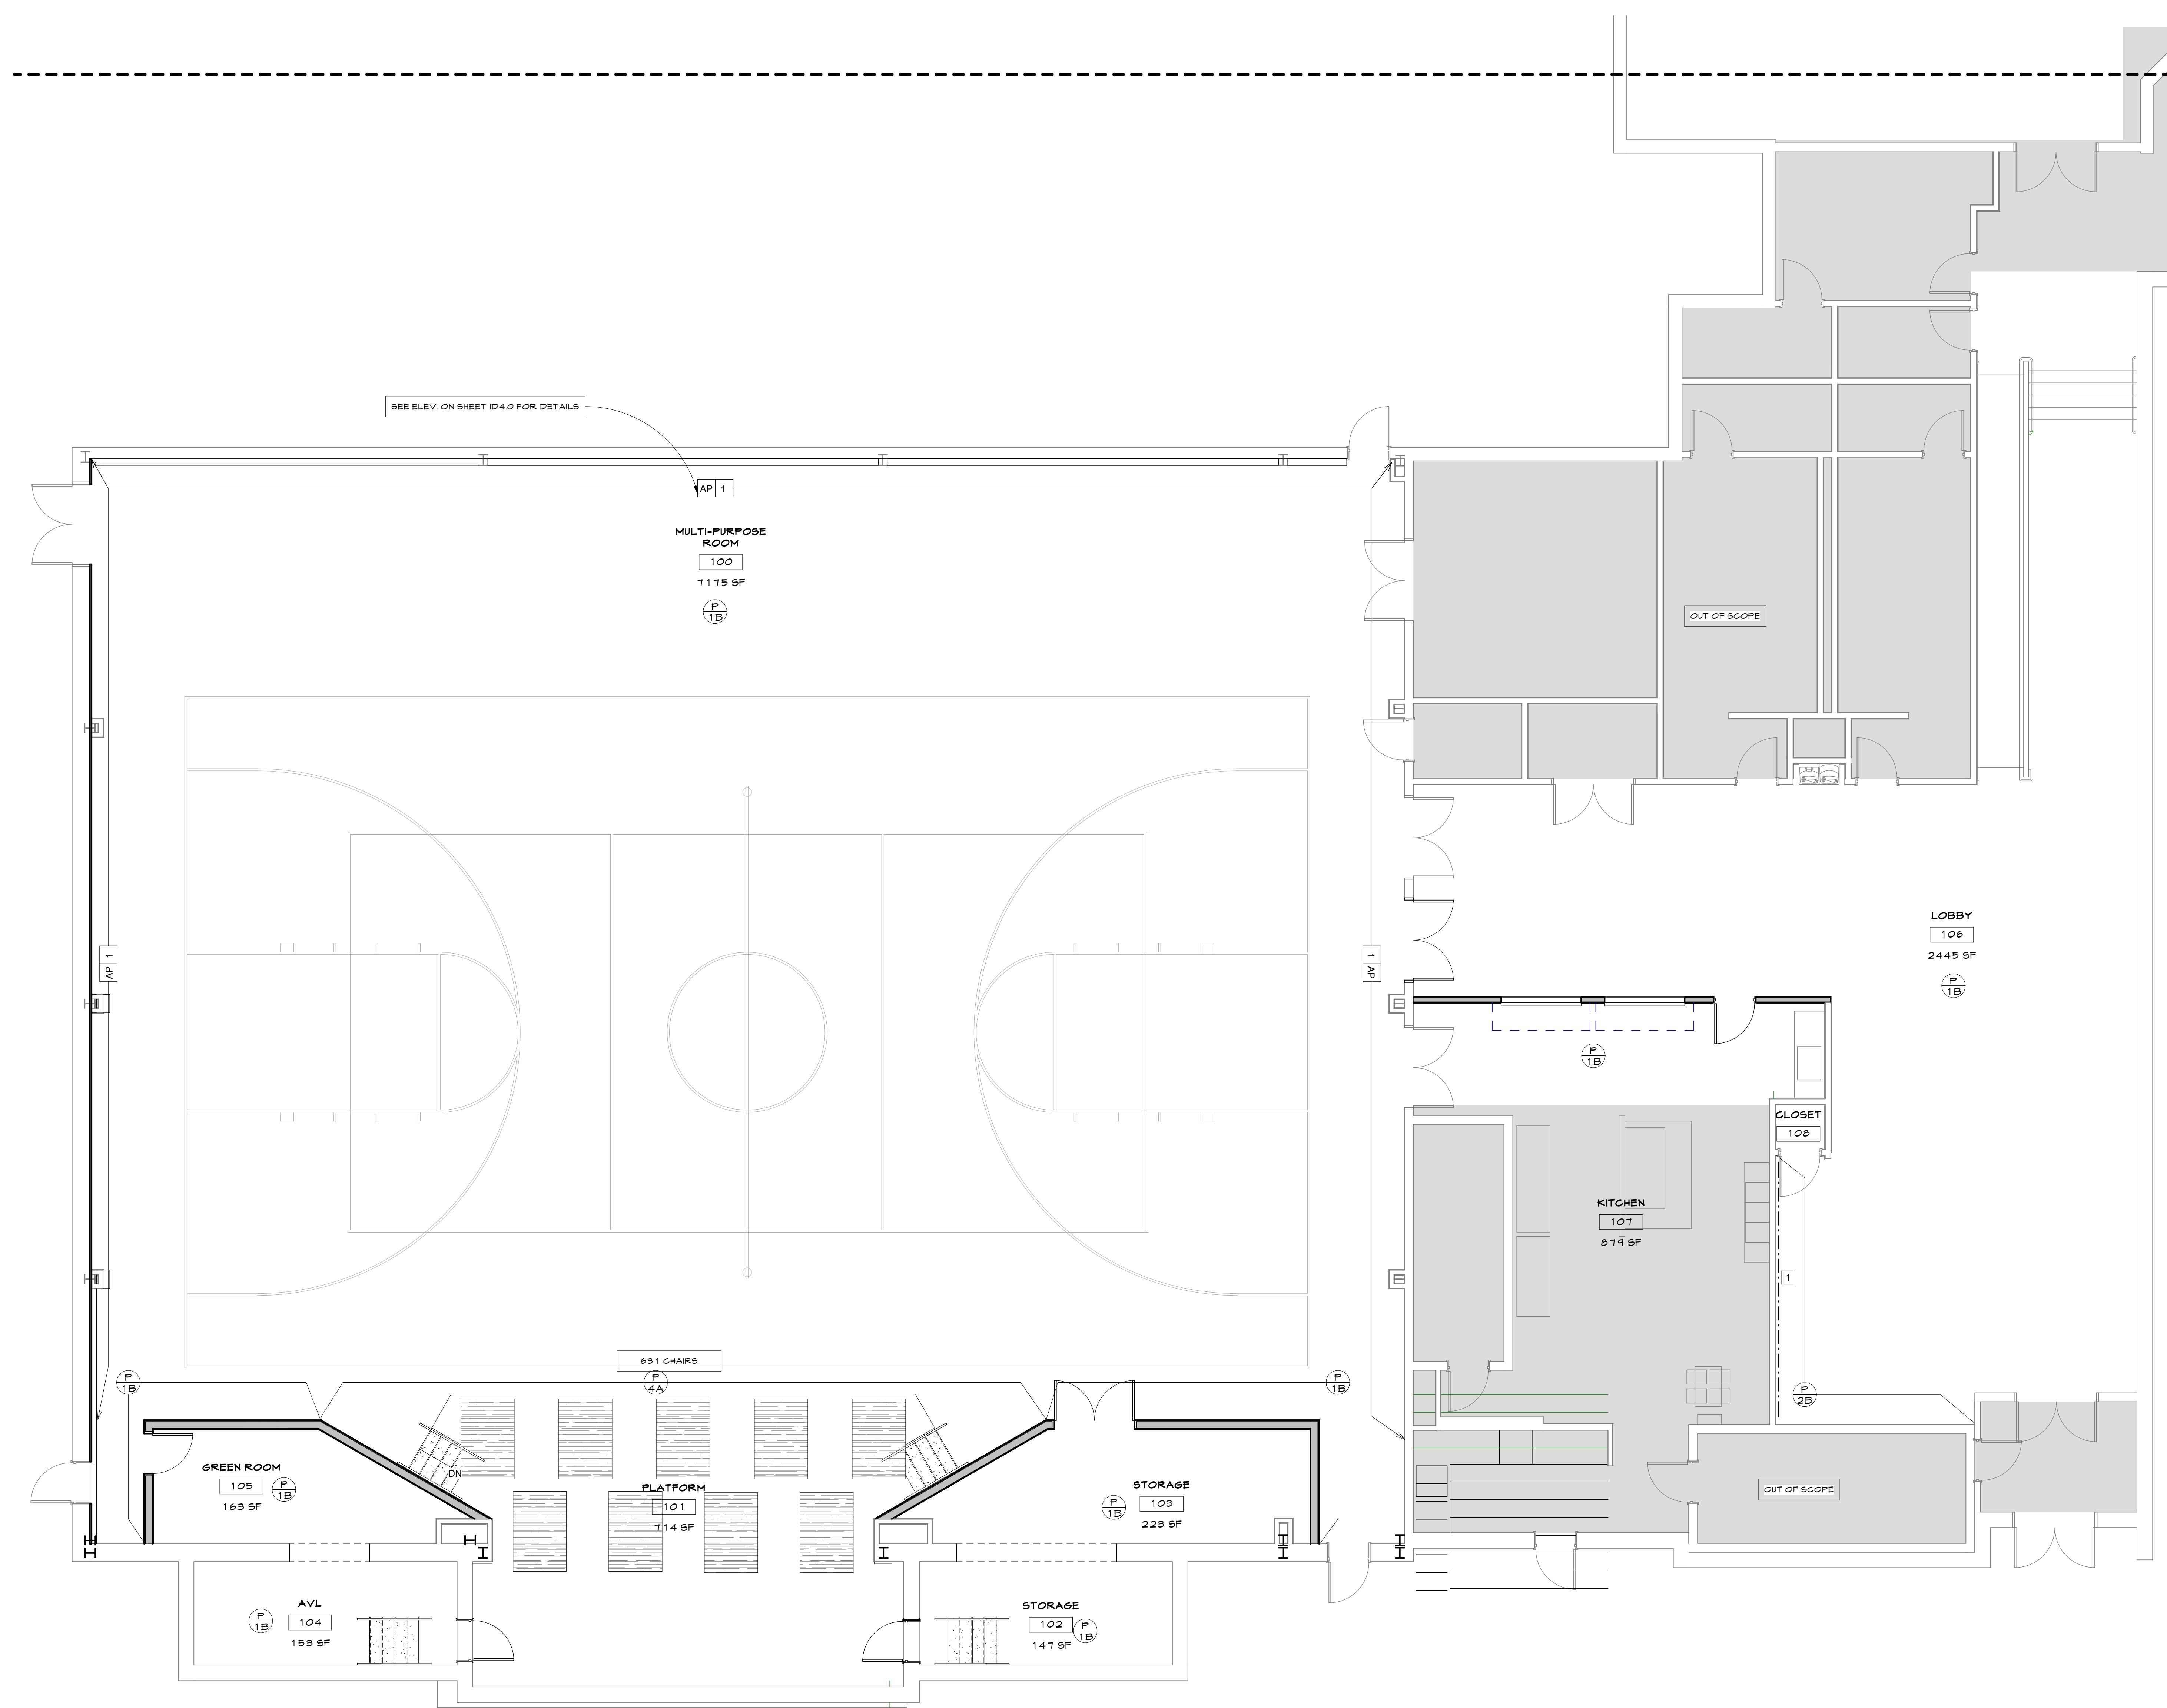 SEE ELEV. ON SHEET ID4.0 FOR DETAILS
AP 1
MULTI-PURPOSE
ROOM
100
7175 SF
P
1B
OUT OF SCOPE
AP 1
1 AP
LOBBY
106
2445 SF
P
1B
P
1B
CLOSET
108
KITCHEN
107
879 SF
1
631 CHAIRS
P
1B
P
4A
P
1B
P
2B
GREEN ROOM
105
163 SF
P
1B
DN
PLATFORM
101
714 SF
STORAGE
103
223 SF
P
1B
OUT OF SCOPE
AVL
104
153 SF
P
1B
STORAGE
102
147 SF
P
1B